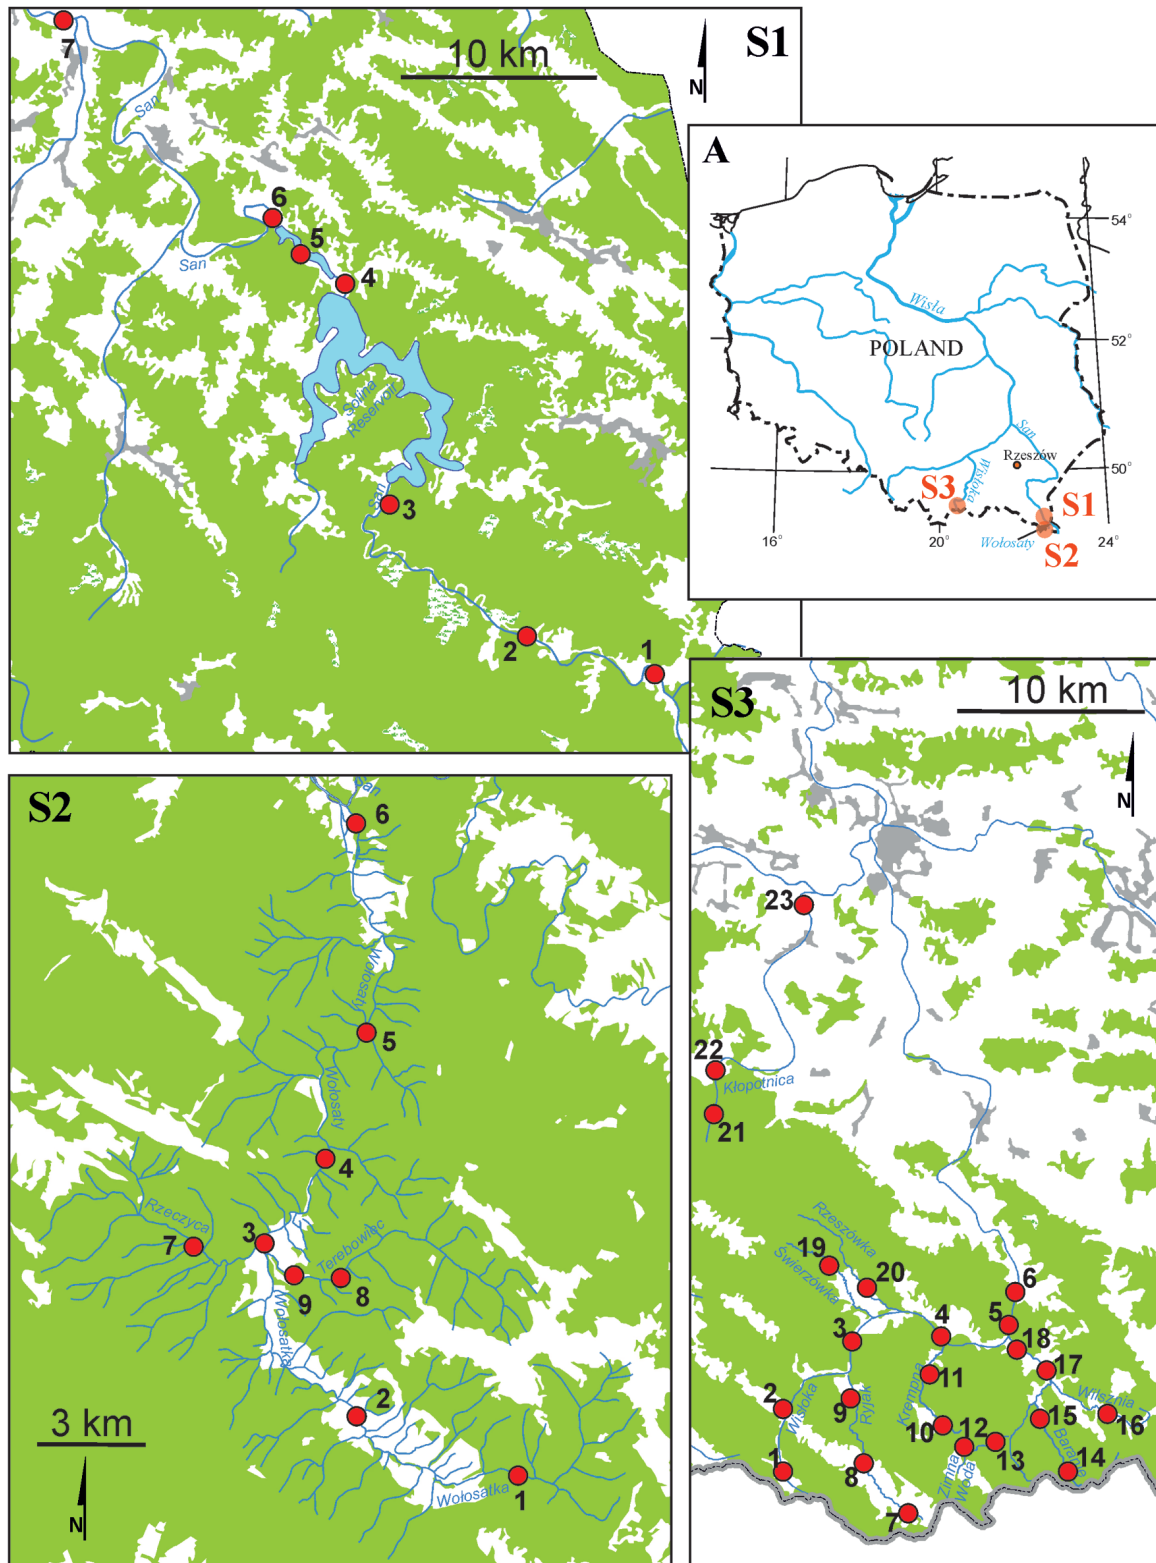 S1
10 km
N
7
San
6
5
4
San
Solina
Reservoir
San
3
2
1
A
54°
52°
50°
16
20
24
Wisła
POLAND
San
Rzeszów
Wisłoka
S3
S1
S2
Wołosaty
S2
San
6
Wołosaty
5
Wołosaty
4
Rzeczyca
7
3
Terebowiec
9
8
Wołosatka
2
Wołosatka
1
3 km
N
S3
10 km
N
23
22
Kłopotnica
21
Rzeszówka
19
Świerzówka
20
6
5
4
18
3
17
11
Krempna
Wilsznia
2
Wisłoka
9
Ryjak
16
10
15
12
13
Baranie
1
8
Zimna
Woda
14
7